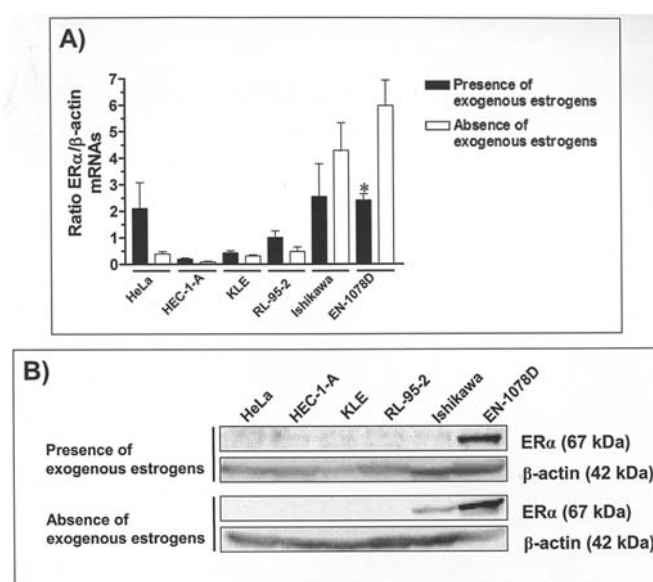 A)
Ratio ERα/β-actin
mRNAs
7
6
5
4
3
2
1
0
*
HeLa
HEC-1-A
KLE
RL-95-2
Ishikawa
EN-1078D
Presence of
exogenous estrogens
Absence of
exogenous estrogens
B)
HeLa
HEC-1-A
KLE
RL-95-2
Ishikawa
EN-1078D
Presence of
exogenous estrogens
ERα (67 kDa)
β-actin (42 kDa)
Absence of
exogenous estrogens
ERα (67 kDa)
β-actin (42 kDa)